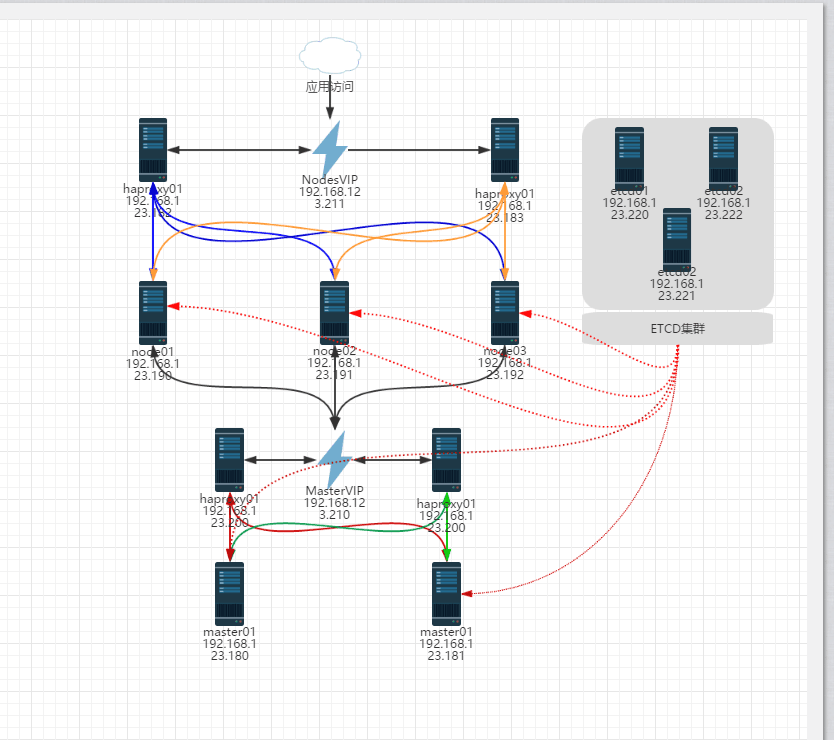 应用访问
NodesVIP
192.168.12
3.211
haproxy01
192.168.1
23.182
haproxy01
192.168.1
23.183
etcd01
192.168.1
23.220
etcd02
192.168.1
23.222
etcd02
192.168.1
23.221
ETCD集群
node01
192.168.1
23.190
node02
192.168.1
23.191
node03
192.168.1
23.192
haproxy01
192.168.1
23.200
MasterVIP
192.168.12
3.210
haproxy01
192.168.1
23.200
master01
192.168.1
23.180
master01
192.168.1
23.181